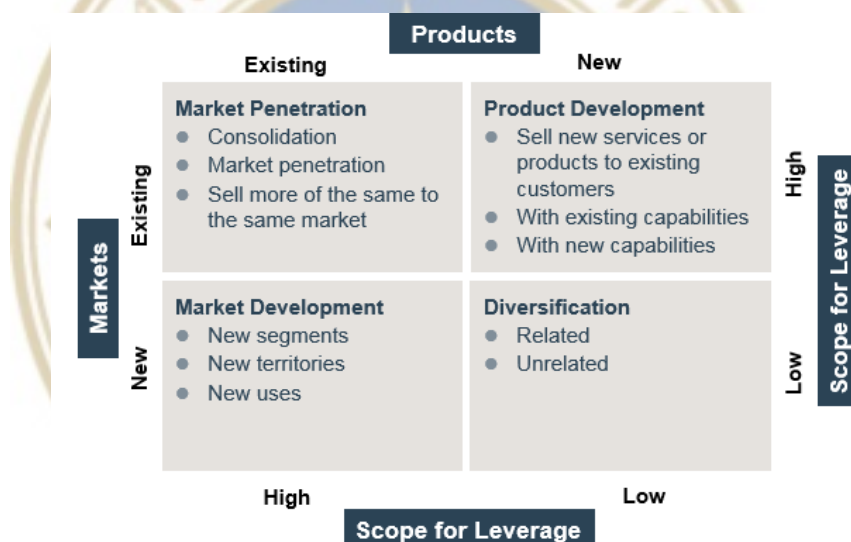 Products
Existing
New
Markets
Existing
Market Penetration
Consolidation
Market penetration
Sell more of the same to
the same market
Product Development
Sell new services or
products to existing
customers
With existing capabilities
With new capabilities
High
Scope for Leverage
New
Market Development
New segments
New territories
New uses
Diversification
Related
Unrelated
Low
High
Low
Scope for Leverage